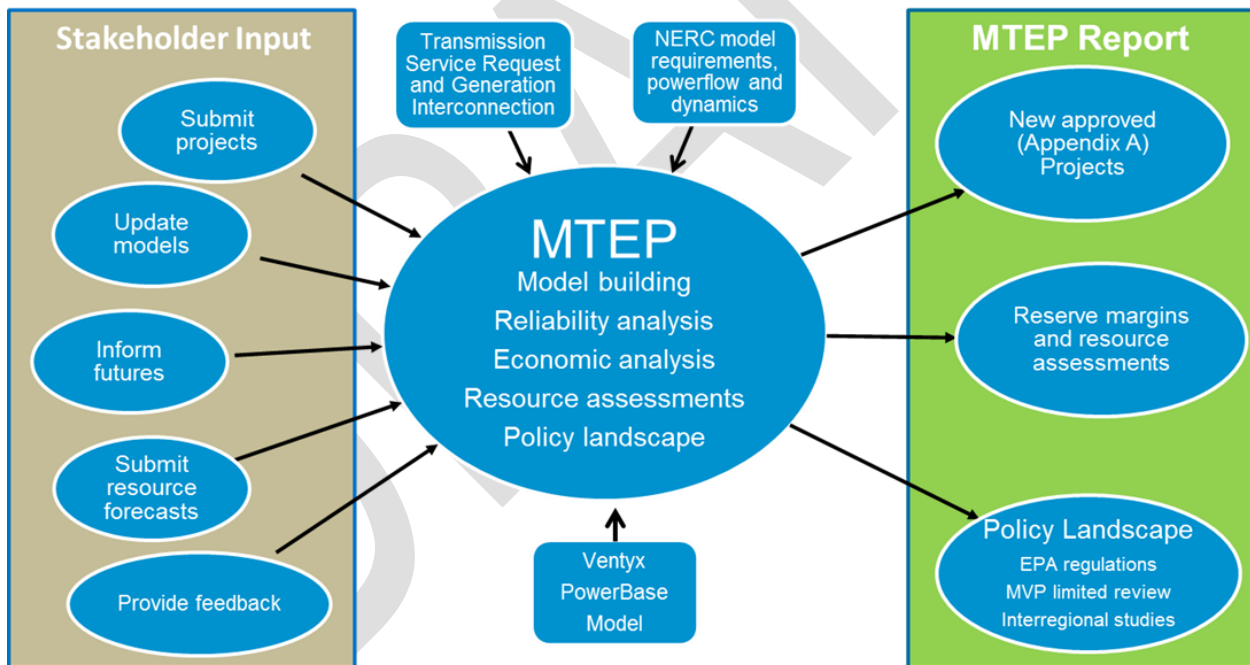 Stakeholder Input
Submit
projects
Update
models
Inform
futures
Submit
resource
forecasts
Provide feedback
Transmission
Service Request
and Generation
Interconnection
NERC model
requirements,
powerflow and
dynamics
MTEP
Model building
Reliability analysis
Economic analysis
Resource assessments
Policy landscape
Ventyx
PowerBase
Model
MTEP Report
New approved
(Appendix A)
Projects
Reserve margins
and resource
assessments
Policy Landscape
EPA regulations
MVP limited review
Interregional studies